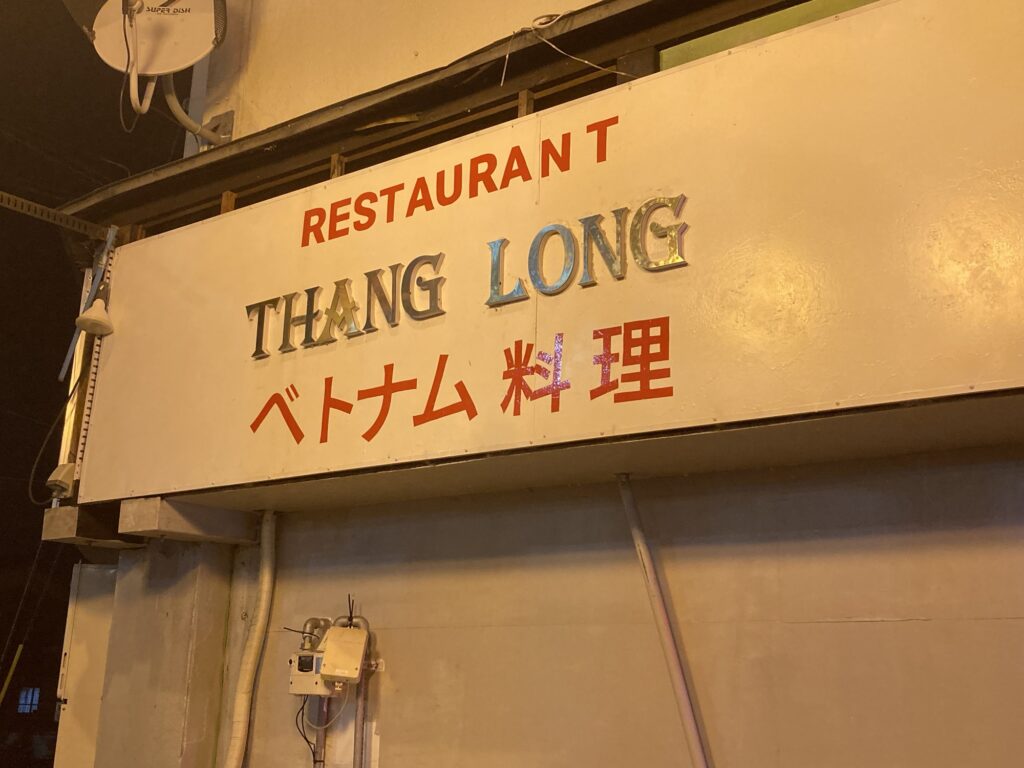 SUPER DISH
RESTAURANT
THANG LONG
ベトナム 料理